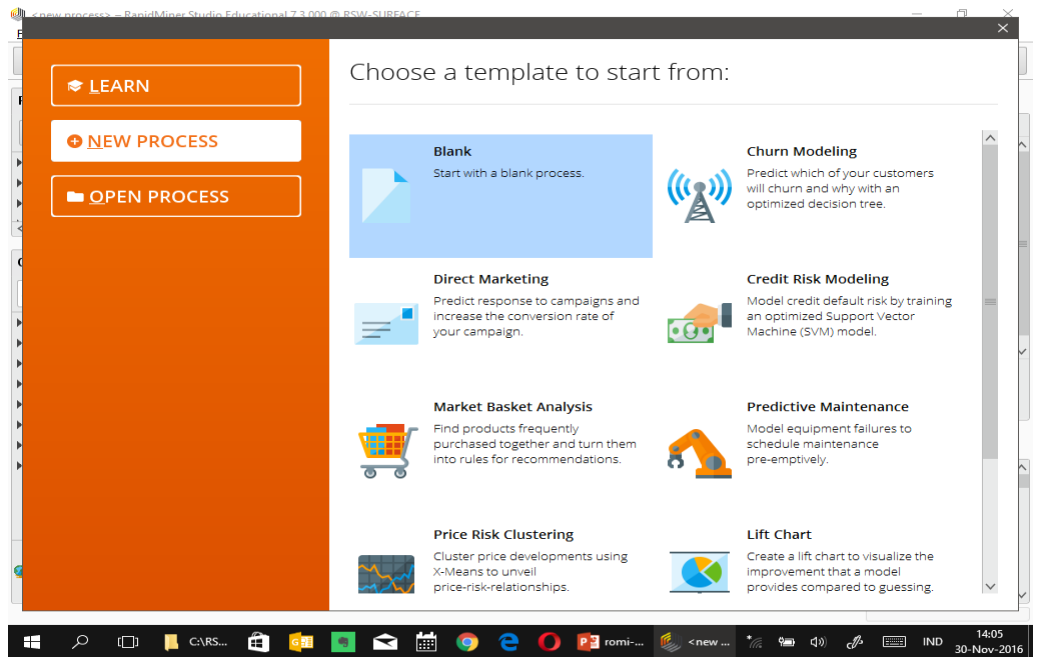 <new process> – RapidMiner Studio Educational 7.3.000 @ RSW-SURFACE
LEARN
NEW PROCESS
OPEN PROCESS
Choose a template to start from:
Blank
Start with a blank process.
Churn Modeling
Predict which of your customers
will churn and why with an
optimized decision tree.
Direct Marketing
Predict response to campaigns and
increase the conversion rate of
your campaign.
Credit Risk Modeling
Model credit default risk by training
an optimized Support Vector
Machine (SVM) model.
Market Basket Analysis
Find products frequently
purchased together and turn them
into rules for recommendations.
Predictive Maintenance
Model equipment failures to
schedule maintenance
pre-emptively.
Price Risk Clustering
Cluster price developments using
X-Means to unveil
price-risk-relationships.
Lift Chart
Create a lift chart to visualize the
improvement that a model
provides compared to guessing.
C:\RS...
romi-...
<new ...
IND
14:05
30-Nov-2016